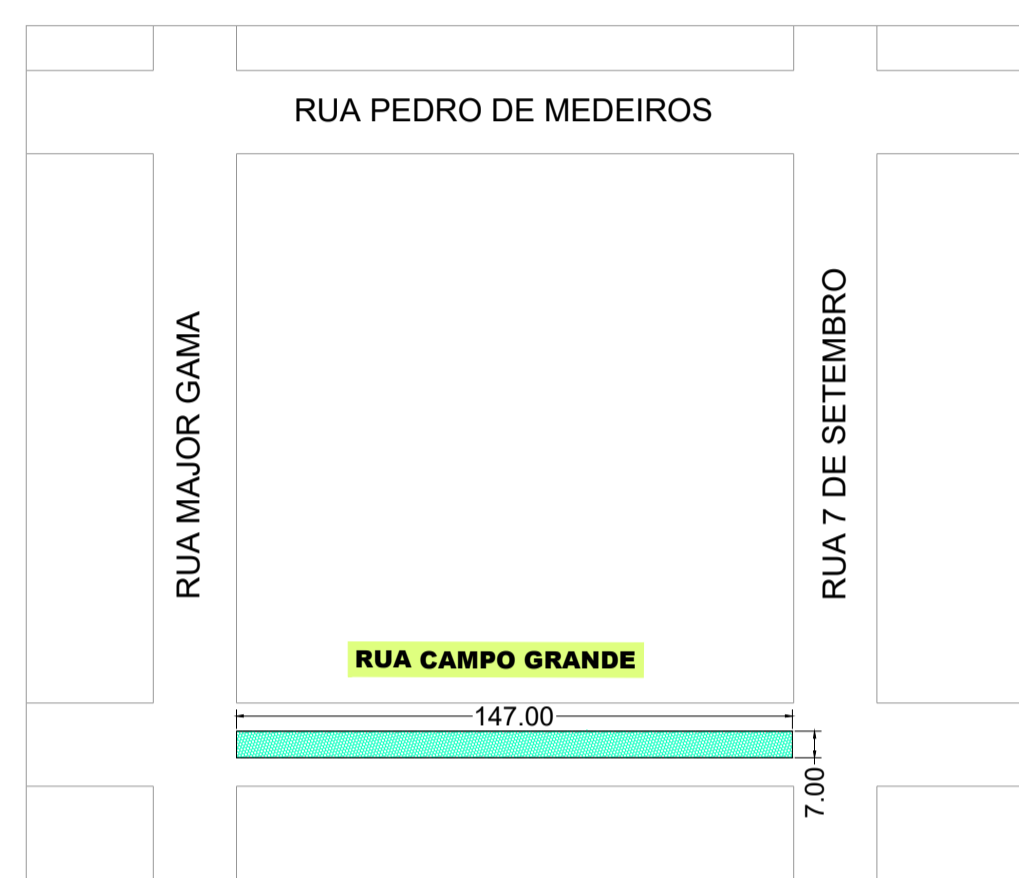 RUA PEDRO DE MEDEIROS
RUA MAJOR GAMA
RUA 7 DE SETEMBRO
RUA CAMPO GRANDE
147.00
7.00